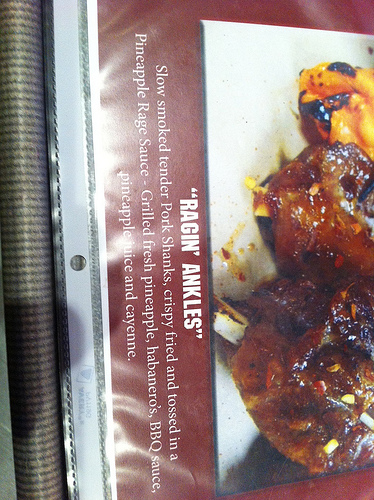 "RAGIN' ANKLES"
Slow smoked tender Pork Shanks, crispy fried and tossed in a
Pineapple Rage Sauce - Grilled fresh pineapple, habanero's, BBQ sauce,
pineapple juice and cayenne.